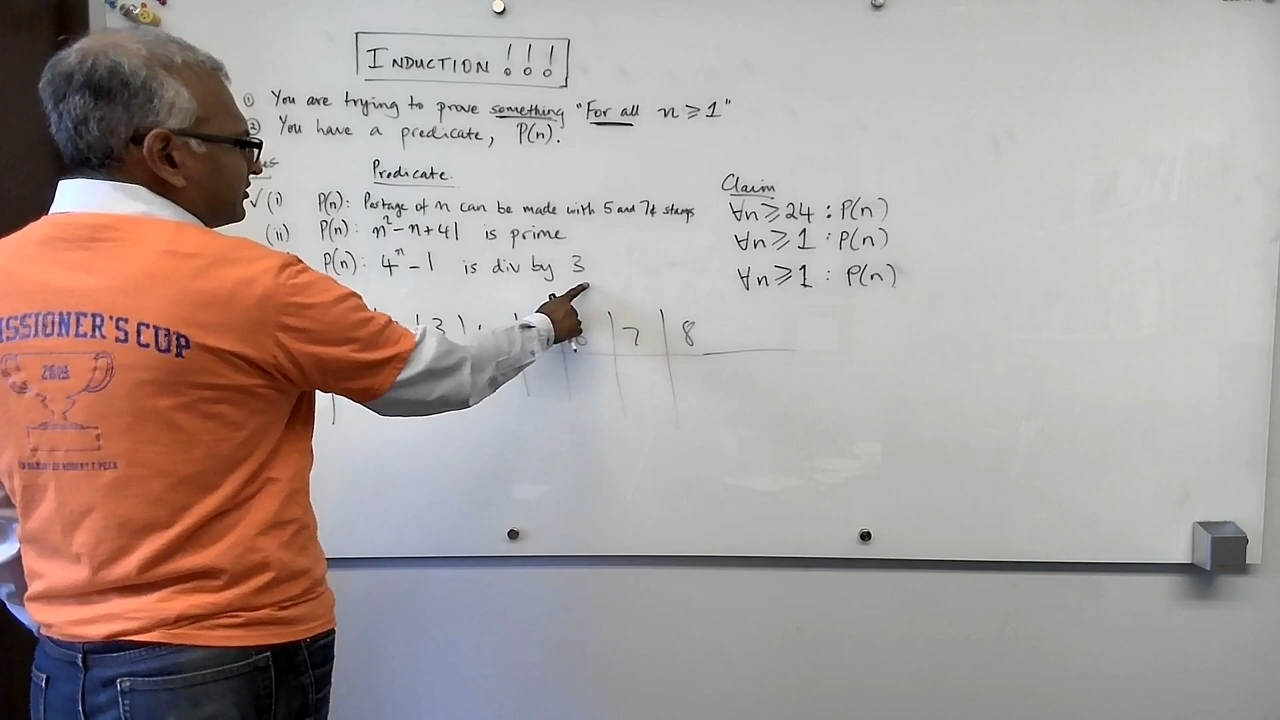 INDUCTION !!!
① You are trying to prove something "For all n ≥ 1"
② You have a predicate, P(n).
Predicate.
Claim
✓ (i) P(n): Postage of n can be made with 5 and 7¢ stamps
∀n ≥ 24 : P(n)
(ii) P(n): n² - n + 41 is prime
∀n ≥ 1 : P(n)
P(n): 4ⁿ - 1 is div by 3
∀n ≥ 1 : P(n)
3 7 8
ISSIONER'S CUP